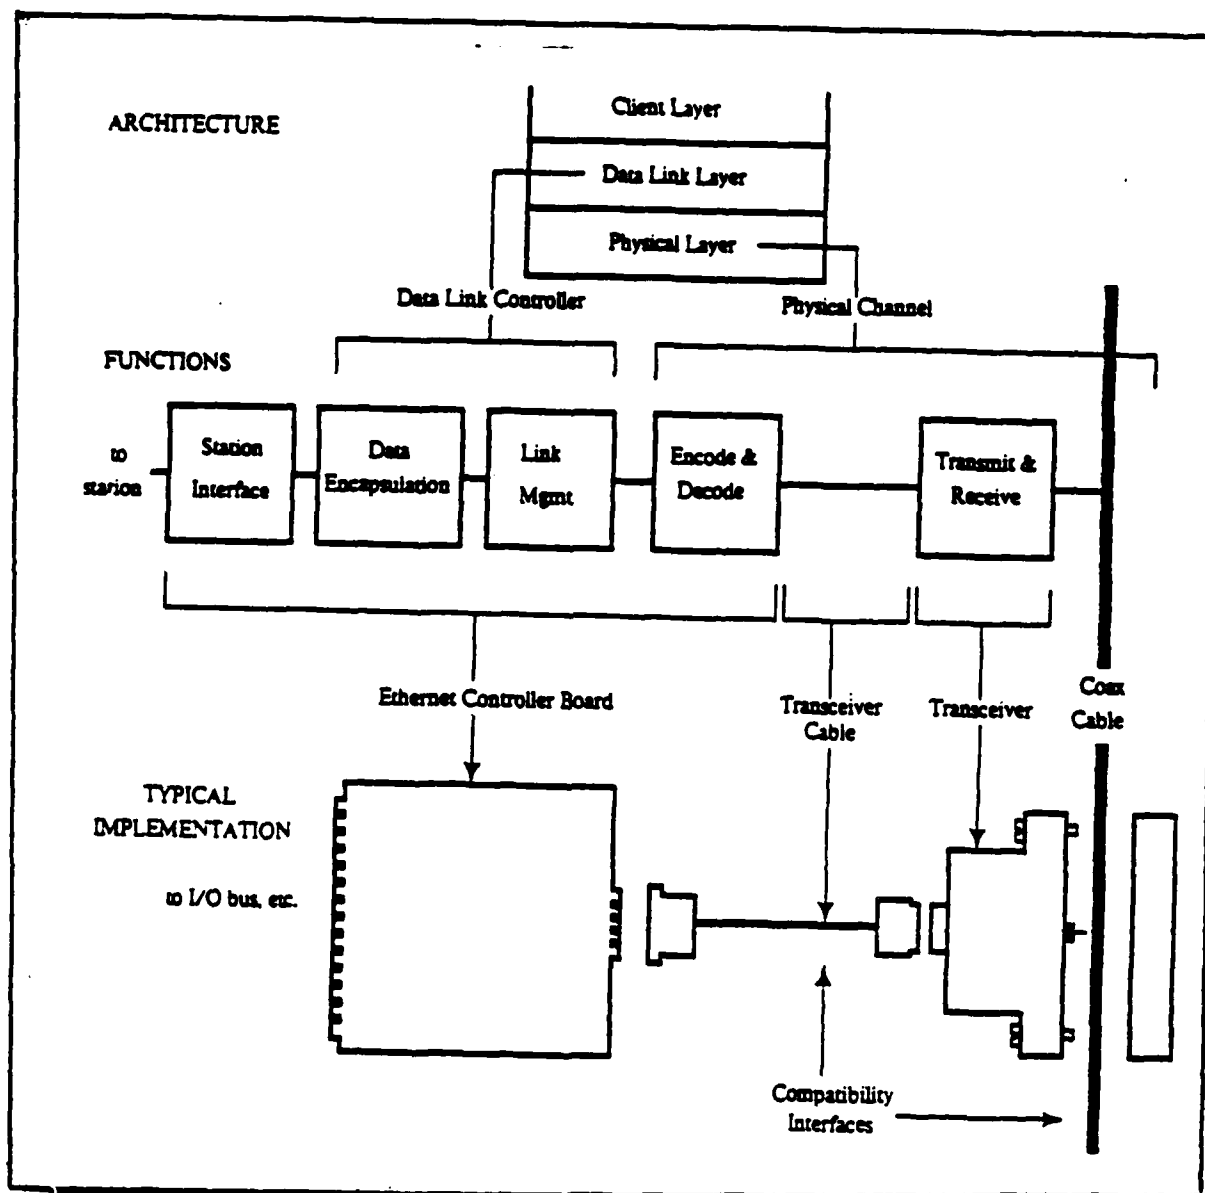 ARCHITECTURE
Client Layer
Data Link Layer
Physical Layer
Data Link Controller
Physical Channel
FUNCTIONS
to
station
Station
Interface
Data
Encapsulation
Link
Mgmt
Encode &
Decode
Transmit &
Receive
Ethernet Controller Board
Transceiver
Cable
Transceiver
Coax
Cable
TYPICAL
IMPLEMENTATION
to I/O bus, etc.
Compatibility
Interfaces